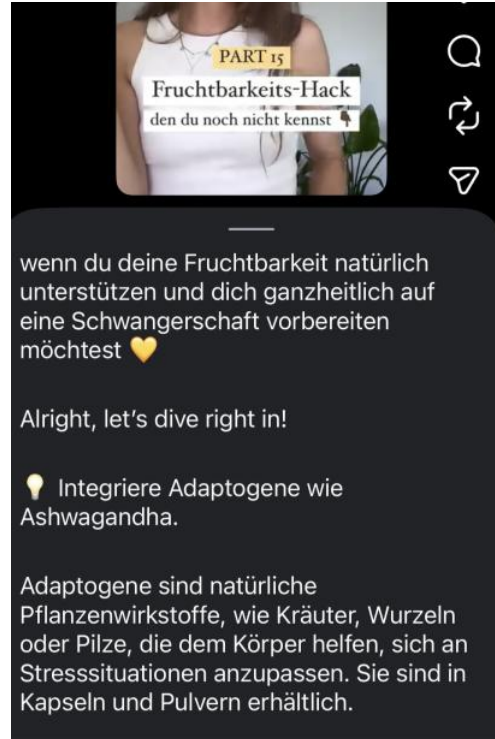 PART 15
Fruchtbarkeits-Hack
den du noch nicht kennst 👇🏾
wenn du deine Fruchtbarkeit natürlich
unterstützen und dich ganzheitlich auf
eine Schwangerschaft vorbereiten
möchtest 💛
Alright, let’s dive right in!
💡 Integriere Adaptogene wie
Ashwagandha.
Adaptogene sind natürliche
Pflanzenwirkstoffe, wie Kräuter, Wurzeln
oder Pilze, die dem Körper helfen, sich an
Stresssituationen anzupassen. Sie sind in
Kapseln und Pulvern erhältlich.